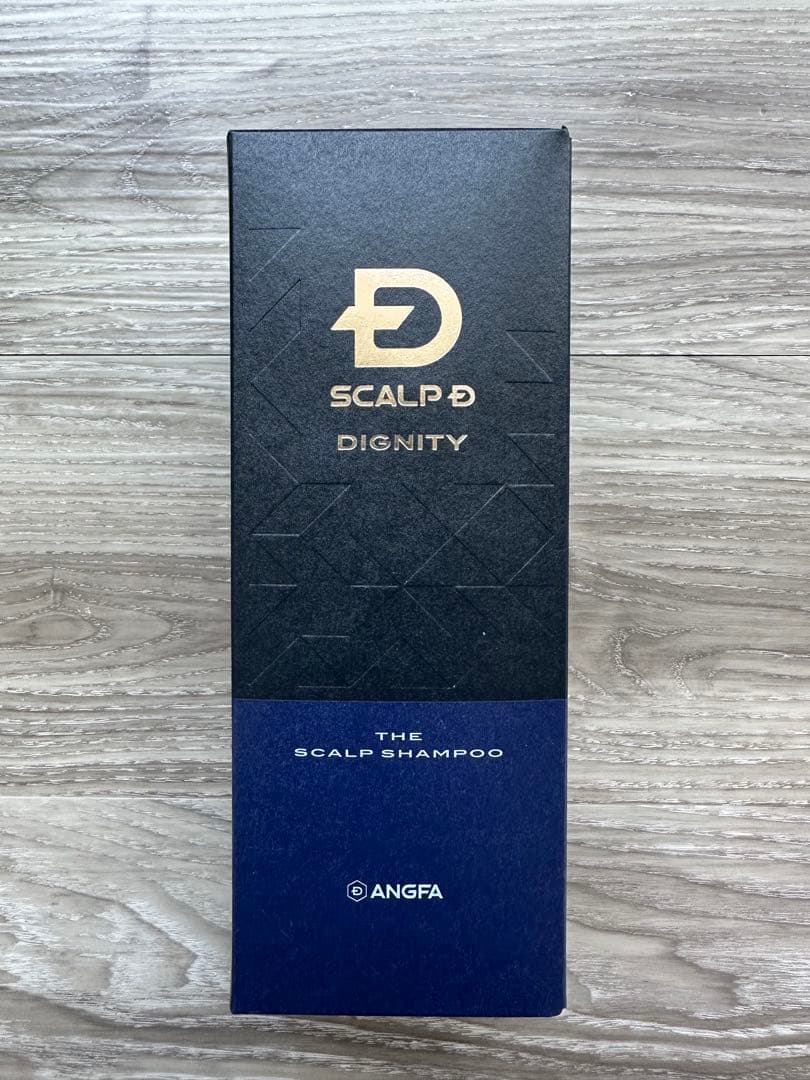 SCALP D
DIGNITY
THE
SCALP SHAMPOO
ANGFA